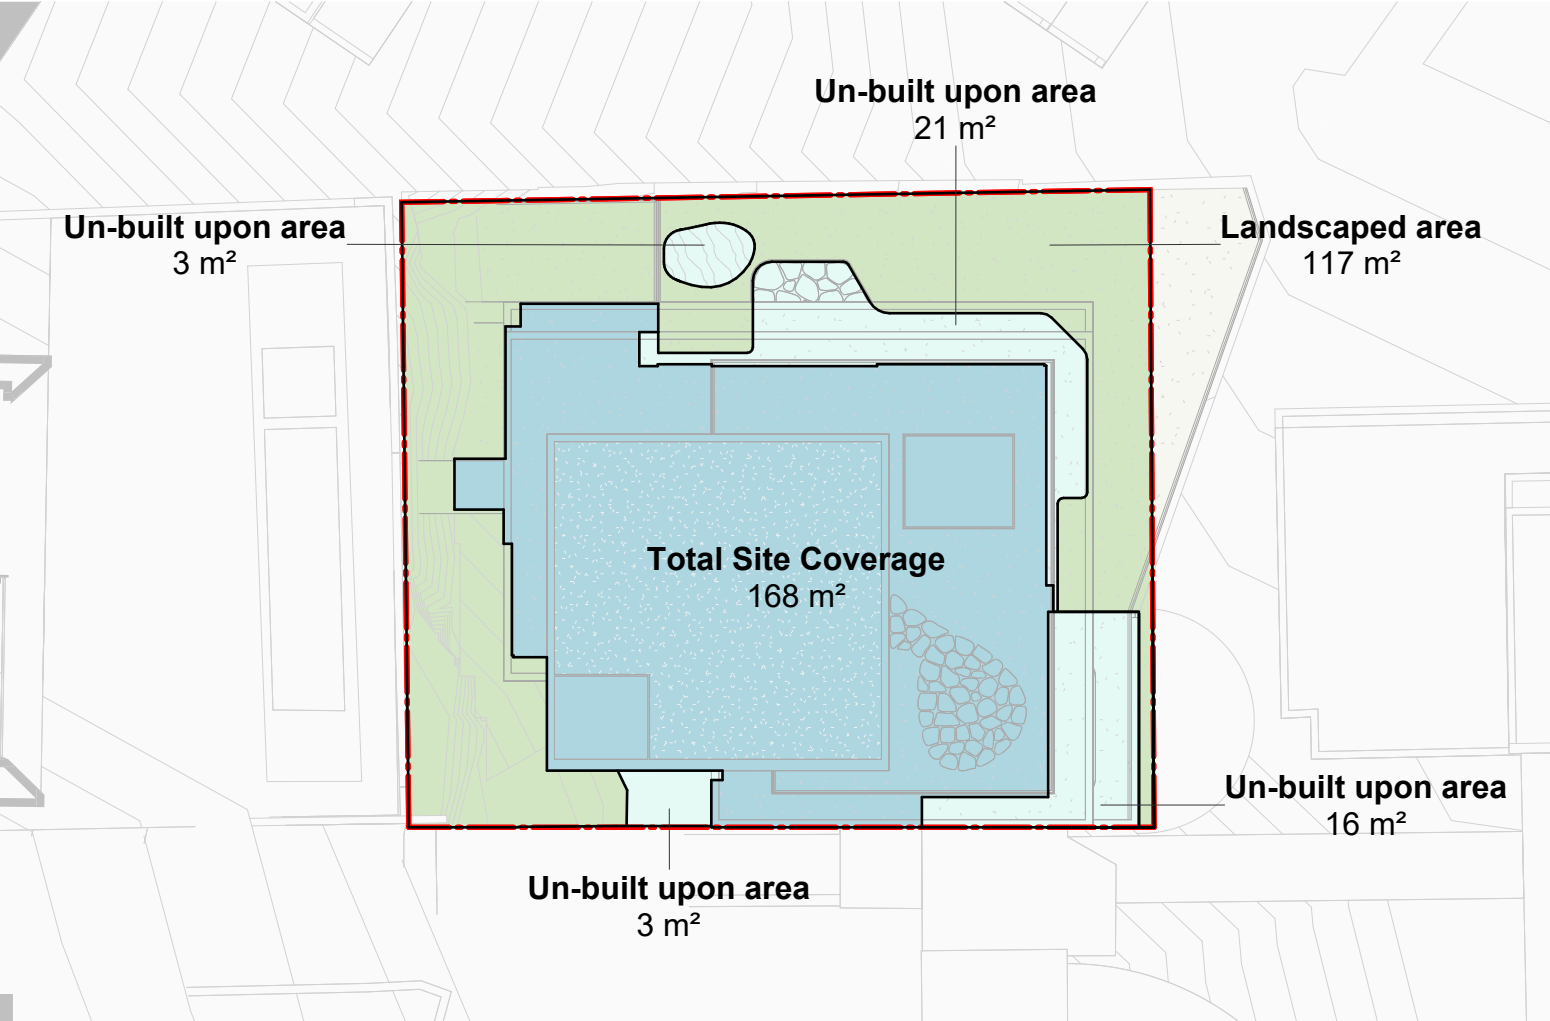 Un-built upon area
21 m²
Un-built upon area
3 m²
Landscaped area
117 m²
Total Site Coverage
168 m²
Un-built upon area
16 m²
Un-built upon area
3 m²